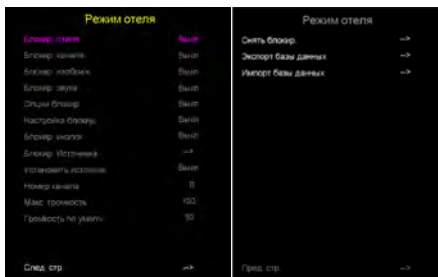 Режим отеля
Блокир. отеля Выкл
Блокир. канала Выкл
Блокир. изображ. Выкл
Блокир. звука Выкл
Опции блокир. Выкл
Настройка блокир. Выкл
Блокир. кнопок Выкл
Блокир. Источника -->
Установить источник Выкл
Номер канала 0
Макс. громкость 100
Громкость по умолч.
След. стр. -->
Режим отеля
Снять блокир. -->
Экспорт базы данных -->
Импорт базы данных -->
Пред. стр. -->